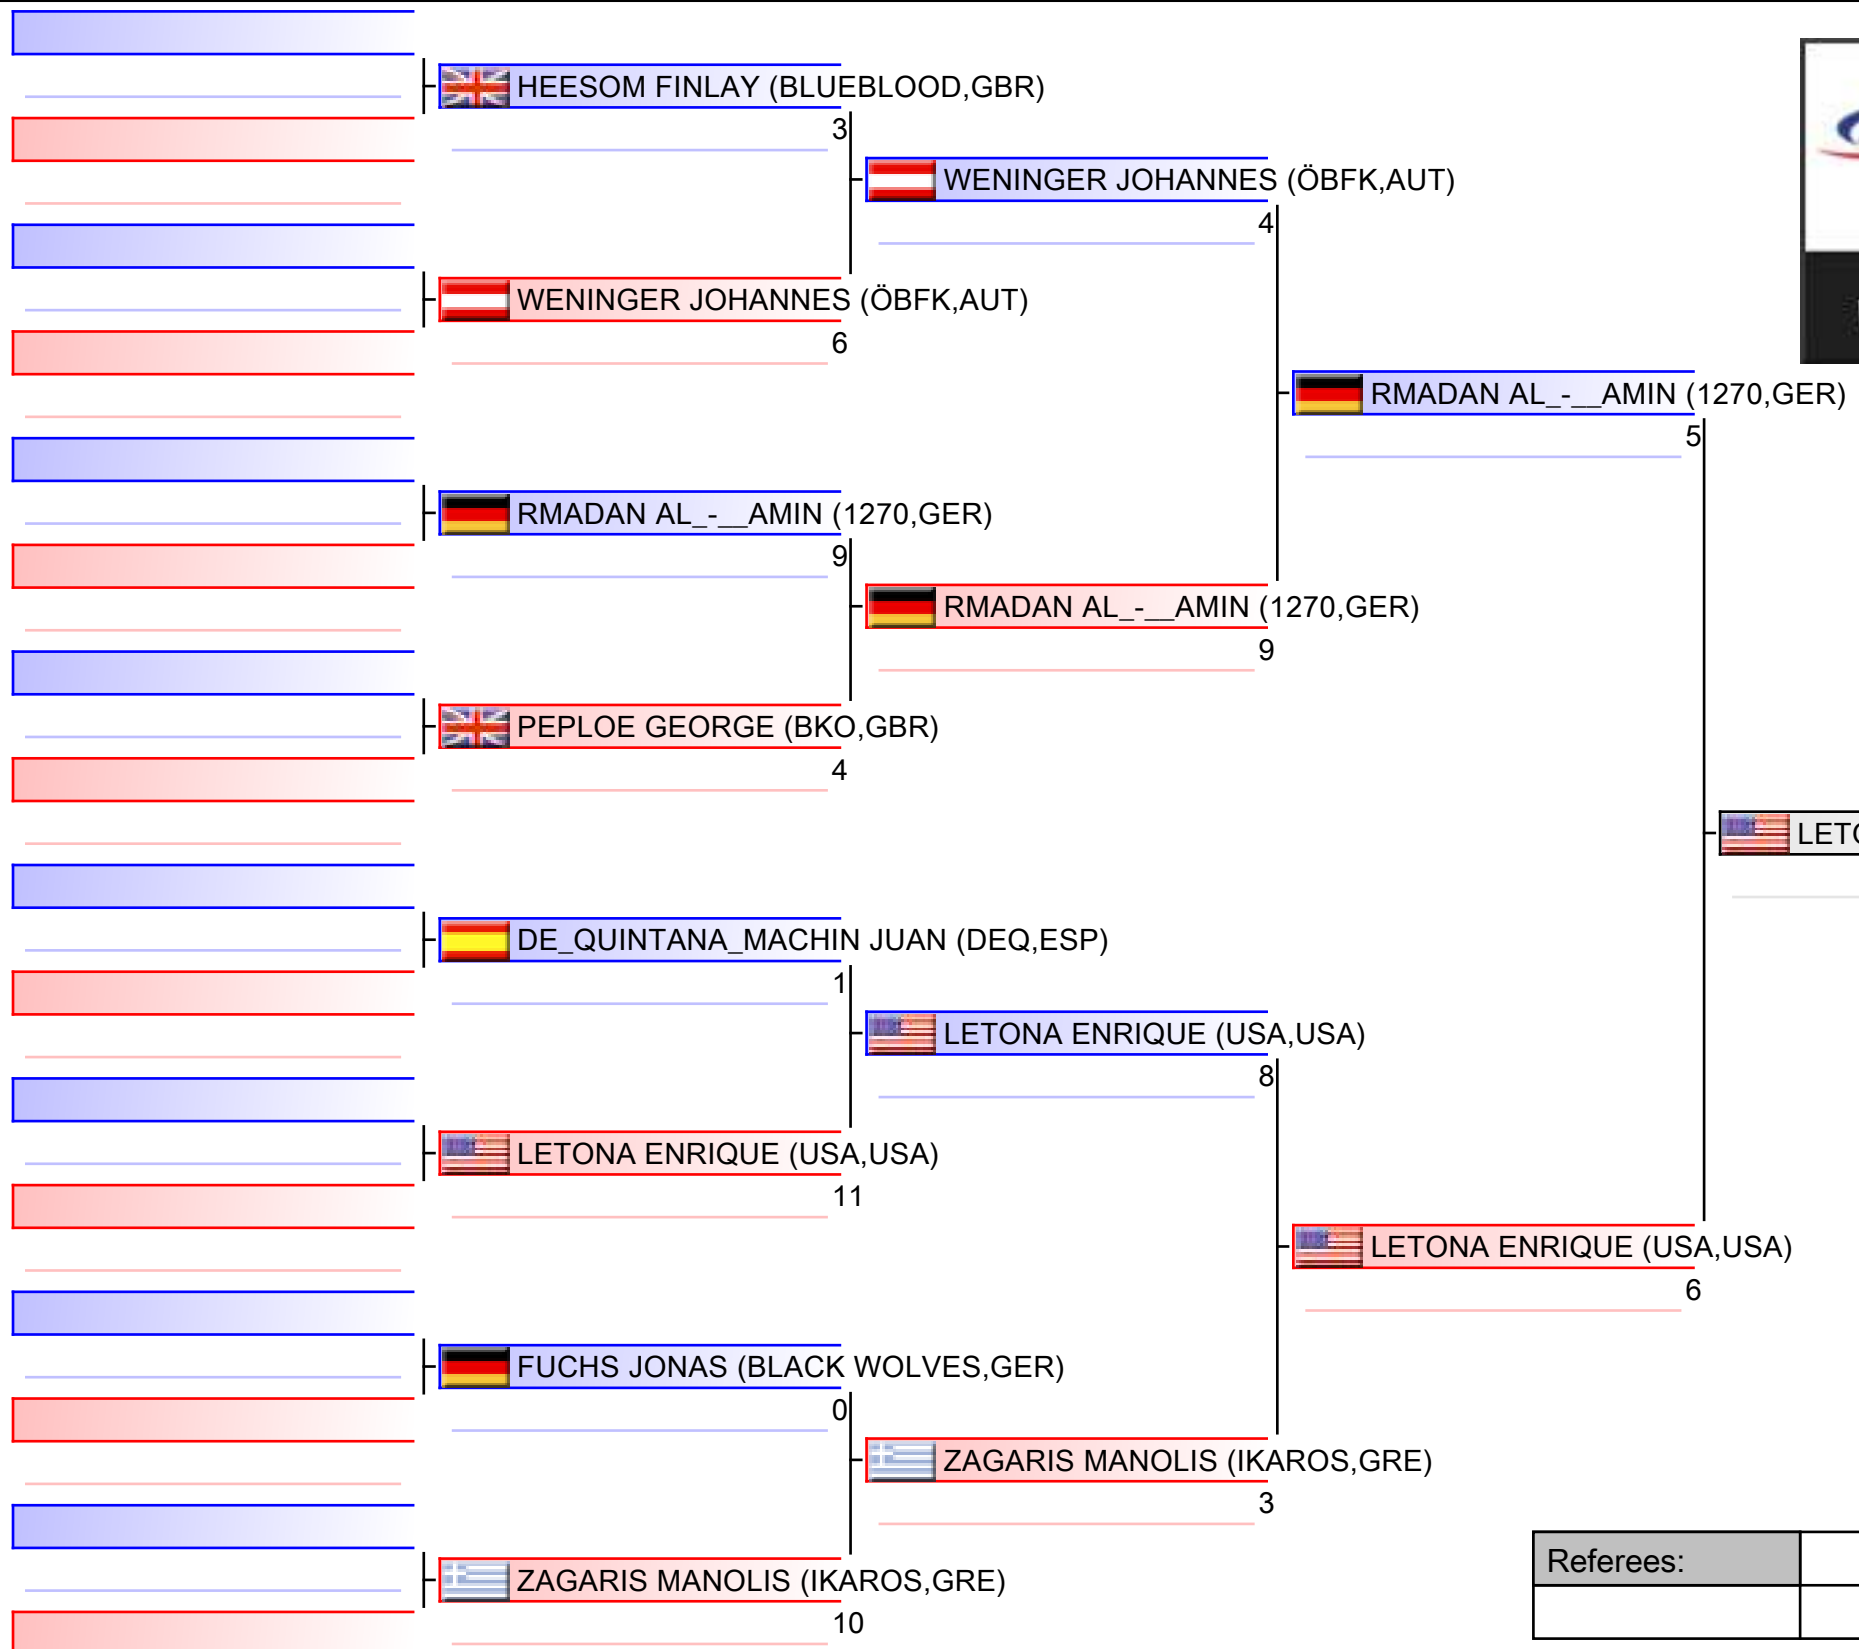 HEESOM FINLAY (BLUEBLOOD,GBR)
3
WENINGER JOHANNES (ÖBFK,AUT)
4
WENINGER JOHANNES (ÖBFK,AUT)
6
RMADAN AL_-__AMIN (1270,GER)
5
RMADAN AL_-__AMIN (1270,GER)
9
RMADAN AL_-__AMIN (1270,GER)
9
PEPLOE GEORGE (BKO,GBR)
4
LETO
DE_QUINTANA_MACHIN JUAN (DEQ,ESP)
1
LETONA ENRIQUE (USA,USA)
8
LETONA ENRIQUE (USA,USA)
11
LETONA ENRIQUE (USA,USA)
6
FUCHS JONAS (BLACK WOLVES,GER)
0
ZAGARIS MANOLIS (IKAROS,GRE)
3
Referees:
ZAGARIS MANOLIS (IKAROS,GRE)
10